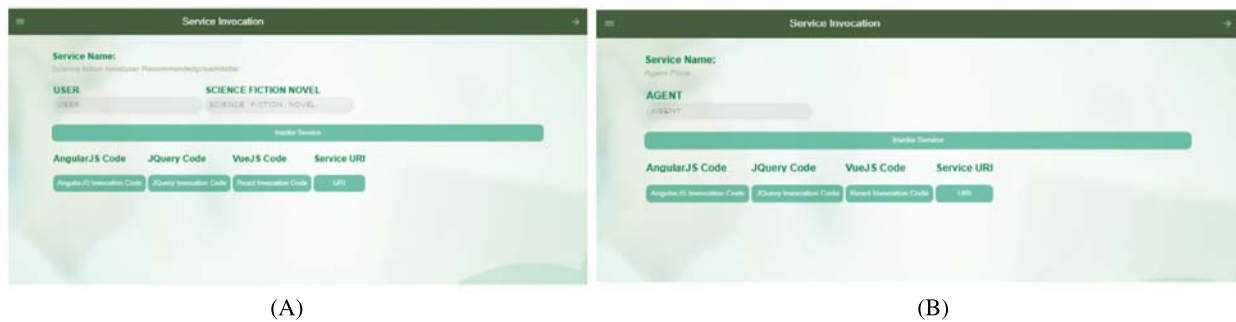 Service Invocation
Service Name:
USER SCIENCE FICTION NOVEL
USER SCIENCE FICTION NOVEL
Invoke Service
AngularJS Code JQuery Code VueJS Code Service URI
AngularJS Invocation Code JQuery Invocation Code React Invocation Code URI
(A)
Service Invocation
Service Name:
Agent Price
AGENT
AGENT
Invoke Service
AngularJS Code JQuery Code VueJS Code Service URI
AngularJS Invocation Code JQuery Invocation Code React Invocation Code URI
(B)